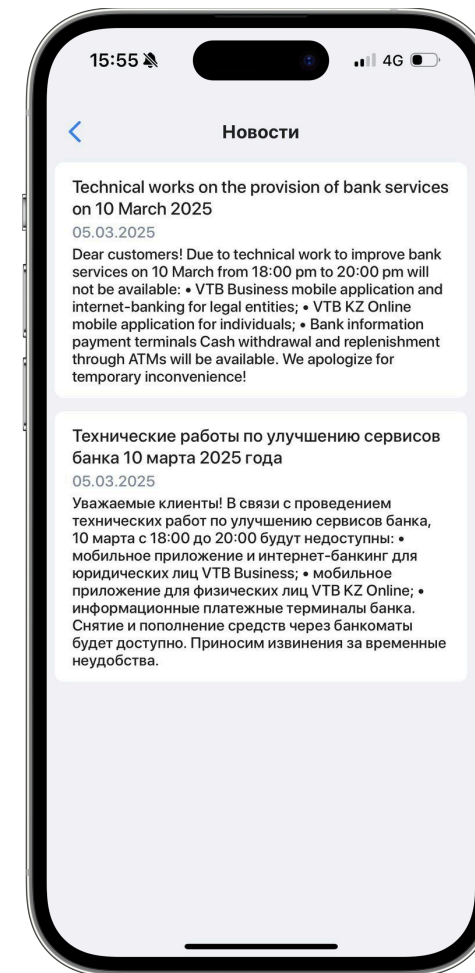 15:55
4G
Новости
Technical works on the provision of bank services
on 10 March 2025
05.03.2025
Dear customers! Due to technical work to improve bank
services on 10 March from 18:00 pm to 20:00 pm will
not be available: • VTB Business mobile application and
internet-banking for legal entities; • VTB KZ Online
mobile application for individuals; • Bank information
payment terminals Cash withdrawal and replenishment
through ATMs will be available. We apologize for
temporary inconvenience!
Технические работы по улучшению сервисов
банка 10 марта 2025 года
05.03.2025
Уважаемые клиенты! В связи с проведением
технических работ по улучшению сервисов банка,
10 марта с 18:00 до 20:00 будут недоступны: •
мобильное приложение и интернет-банкинг для
юридических лиц VTB Business; • мобильное
приложение для физических лиц VTB KZ Online; •
информационные платежные терминалы банка.
Снятие и пополнение средств через банкоматы
будет доступно. Приносим извинения за временные
неудобства.